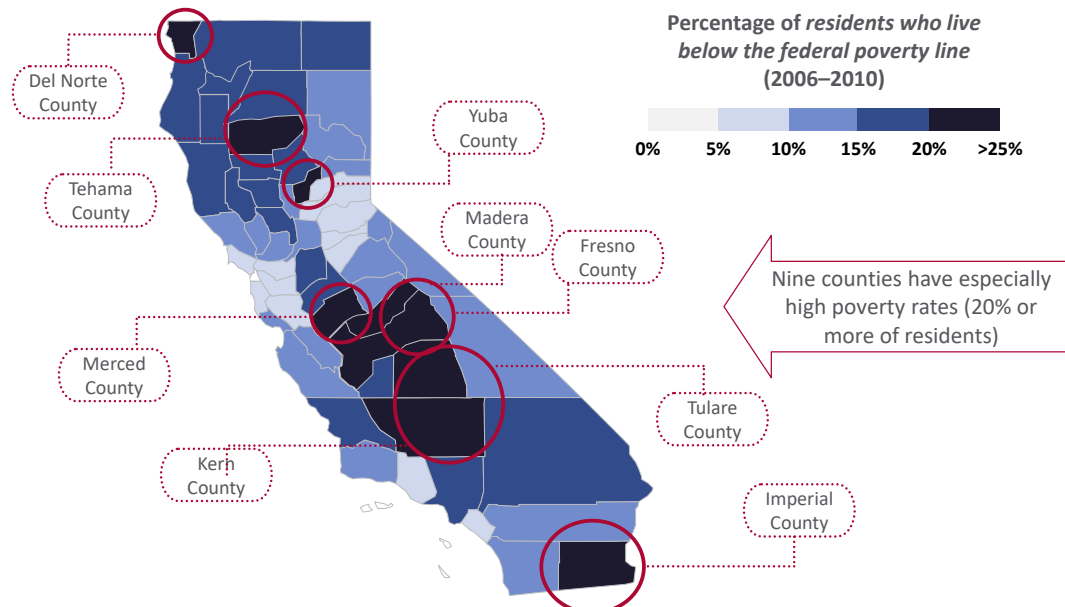 Percentage of residents who live
below the federal poverty line
(2006–2010)
0% 5% 10% 15% 20% >25%
Del Norte
County
Yuba
County
Tehama
County
Madera
County
Fresno
County
Nine counties have especially
high poverty rates (20% or
more of residents)
Merced
County
Tulare
County
Kern
County
Imperial
County